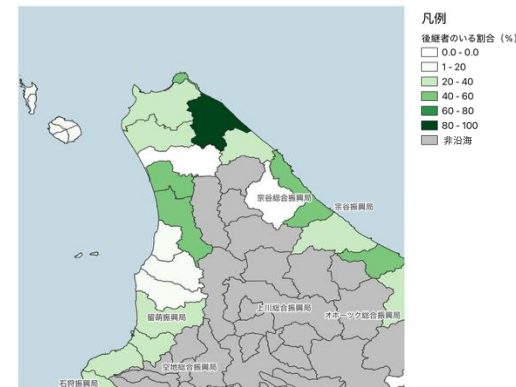 凡例
後継者のいる割合（%）
0.0 - 0.0
1 - 20
20 - 40
40 - 60
60 - 80
80 - 100
非沿海
宗谷総合振興局
宗谷振興局
上川総合振興局
オホーツク総合振興局
留萌振興局
空地総合振興局
石狩振興局